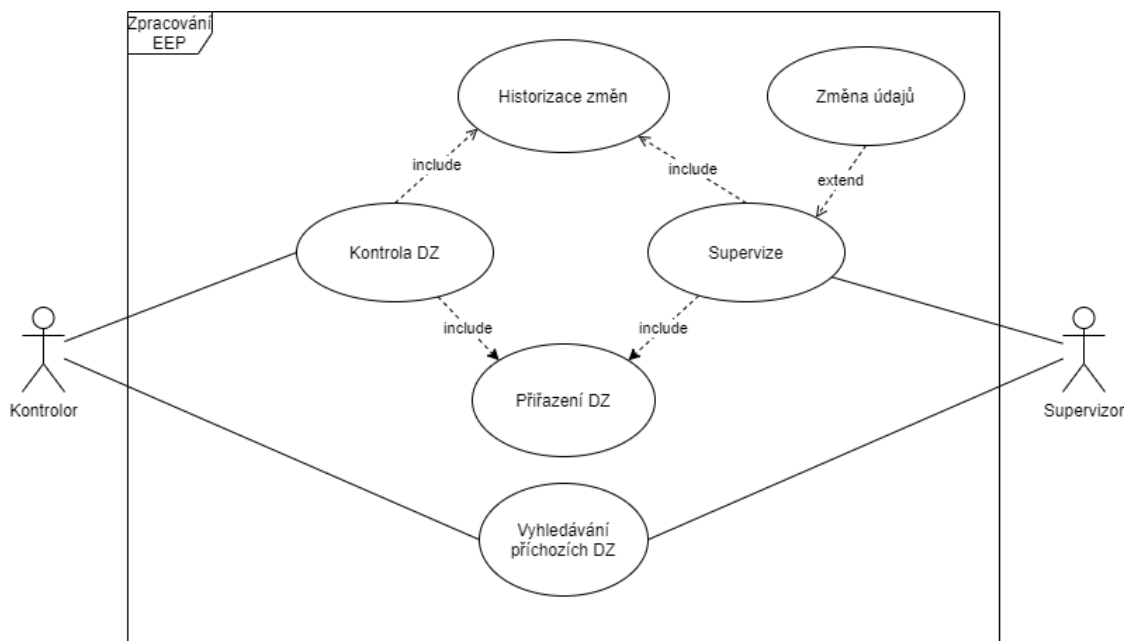 Zpracování
EEP
Historizace změn
Změna údajů
include
include
extend
Kontrola DZ
Supervize
include
include
Přiřazení DZ
Kontrolor
Supervizor
Vyhledávání
příchozích DZ